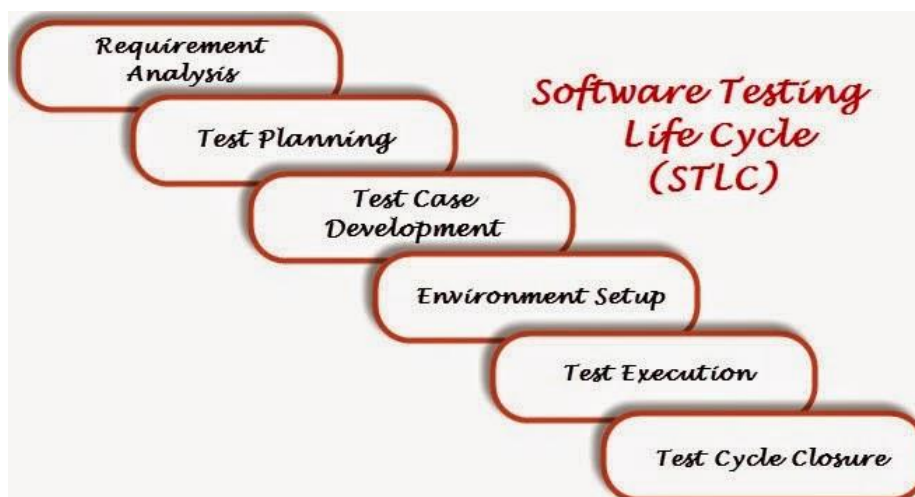 Requirement
Analysis
Software Testing
Life Cycle
(STLC)
Test Planning
Test Case
Development
Environment Setup
Test Execution
Test Cycle Closure